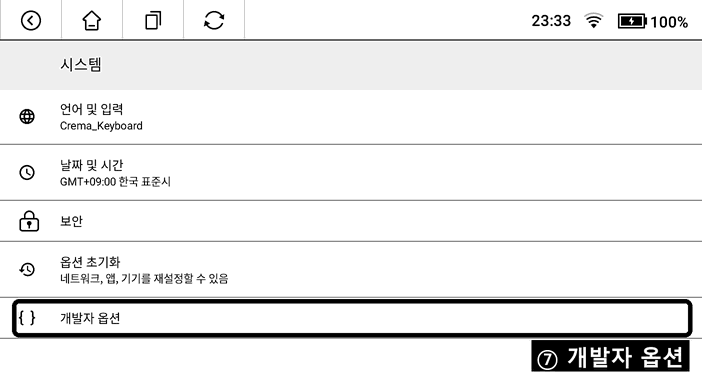 23:33 100%
시스템
언어 및 입력
Crema_Keyboard
날짜 및 시간
GMT+09:00 한국 표준시
보안
옵션 초기화
네트워크, 앱, 기기를 재설정할 수 있음
{ } 개발자 옵션
⑦ 개발자 옵션